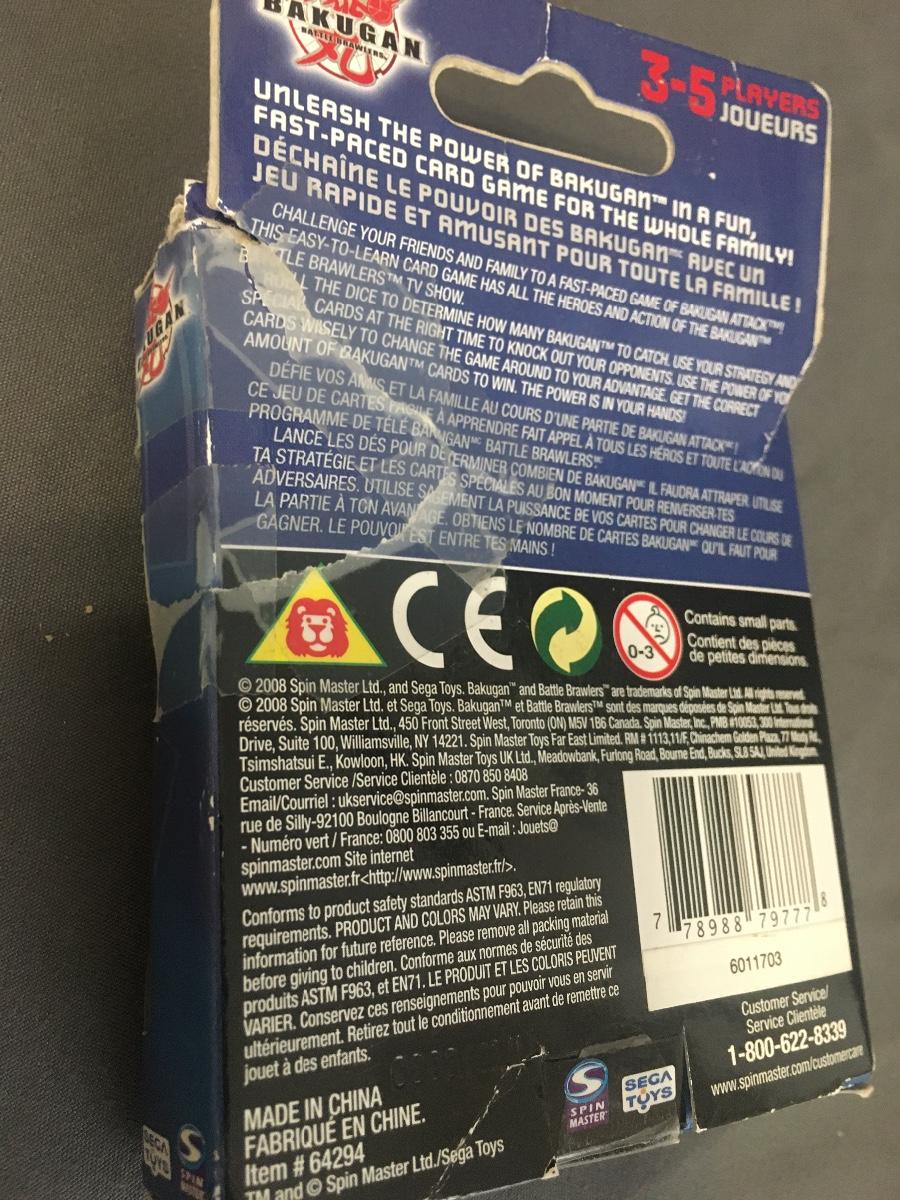 BAKUGAN
BATTLE BRAWLERS™
3-5 PLAYERS
JOUEURS
UNLEASH THE POWER OF BAKUGAN™ IN A FUN,
FAST-PACED CARD GAME FOR THE WHOLE FAMILY!
DÉCHAÎNE LE POUVOIR DES BAKUGAN MC AVEC UN
JEU RAPIDE ET AMUSANT POUR TOUTE LA FAMILLE !
CHALLENGE YOUR FRIENDS AND FAMILY TO A FAST-PACED GAME OF BAKUGAN ATTACK™!
THIS EASY-TO-LEARN CARD GAME HAS ALL THE HEROES AND ACTION OF THE BAKUGAN™
B TTLE BRAWLERS™ TV SHOW.
LL THE DICE TO DETERMINE HOW MANY BAKUGAN™ TO CATCH. USE YOUR STRATEGY AND
SPECIAL CARDS AT THE RIGHT TIME TO KNOCK OUT YOUR OPPONENTS. USE THE POWER OF YO
CARDS WISELY TO CHANGE THE GAME AROUND TO YOUR ADVANTAGE. GET THE CORRECT
AMOUNT OF BAKUGAN™ CARDS TO WIN. THE POWER IS IN YOUR HANDS!
DÉFIE VOS AMIS ET LA FAMILLE AU COURS D'UNE PARTIE DE BAKUGAN ATTACK MC !
CE JEU DE CARTES FACILE À APPRENDRE FAIT APPEL À TOUS LES HÉROS ET TOUTE L'ACTION DU
PROGRAMME DE TÉLÉ BAKUGAN MC BATTLE BRAWLERS MC
LANCE LES DÉS POUR DÉTERMINER COMBIEN DE BAKUGAN MC IL FAUDRA ATTRAPER. UTILISE
TA STRATÉGIE ET LES CARTES SPÉCIALES AU BON MOMENT POUR RENVERSER TES
ADVERSAIRES. UTILISE SAGEMENT LA PUISSANCE DE VOS CARTES POUR CHANGER LE COURS DE
LA PARTIE À TON AVANTAGE. OBTIENS LE NOMBRE DE CARTES BAKUGAN MC QU'IL FAUT POUR
GAGNER. LE POUVOIR EST ENTRE TES MAINS !
AKUGAN
CE
0-3
Contains small parts.
Contient des pièces
de petites dimensions.
© 2008 Spin Master Ltd., and Sega Toys. Bakugan™ and Battle Brawlers™ are trademarks of Spin Master Ltd. All rights reserved.
© 2008 Spin Master Ltd. et Sega Toys. Bakugan™ et Battle Brawlers™ sont des marques déposées de Spin Master Ltd. Tous droits
réservés. Spin Master Ltd., 450 Front Street West, Toronto (ON) M5V 1B6 Canada. Spin Master, Inc., PMB #10053, 300 International
Drive, Suite 100, Williamsville, NY 14221. Spin Master Toys Far East Limited. RM # 1113,11/F, Chinachem Golden Plaza, 77 Mody Rd.,
Tsimshatsui E., Kowloon, HK. Spin Master Toys UK Ltd., Meadowbank, Furlong Road, Bourne End, Bucks, SL8 5AJ, United Kingdom.
Customer Service /Service Clientèle : 0870 850 8408
Email/Courriel : ukservice@spinmaster.com. Spin Master France- 36
rue de Silly-92100 Boulogne Billancourt - France. Service Après-Vente
- Numéro vert / France: 0800 803 355 ou E-mail : Jouets@
spinmaster.com Site internet
www.spinmaster.fr<http://www.spinmaster.fr/>.
Conforms to product safety standards ASTM F963, EN71 regulatory
requirements. PRODUCT AND COLORS MAY VARY. Please retain this
information for future reference. Please remove all packing material
before giving to children. Conforme aux normes de sécurité des
produits ASTM F963, et EN71. LE PRODUIT ET LES COLORIS PEUVENT
VARIER. Conservez ces renseignements pour pouvoir vous en servir
ultérieurement. Retirez tout le conditionnement avant de remettre ce
jouet à des enfants.
7 78988 79777 8
6011703
Customer Service/
Service Clientèle
1-800-622-8339
www.spinmaster.com/customercare
MADE IN CHINA
FABRIQUÉ EN CHINE.
Item # 64294
TM and © Spin Master Ltd./Sega Toys
SPIN
MASTER™
SEGA
TOYS
SEGA
TOYS
SPIN
MASTER